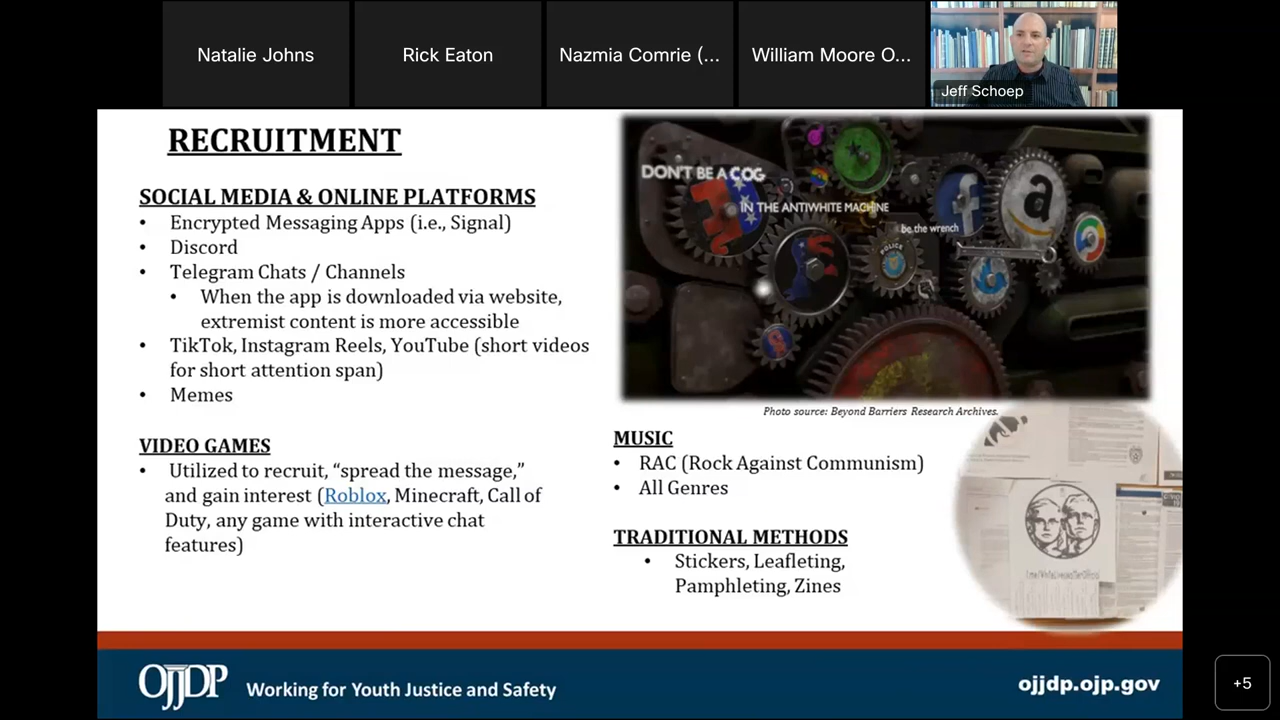 Natalie Johns
Rick Eaton
Nazmia Comrie (...
William Moore O...
Jeff Schoep
RECRUITMENT
SOCIAL MEDIA & ONLINE PLATFORMS
• Encrypted Messaging Apps (i.e., Signal)
• Discord
• Telegram Chats / Channels
• When the app is downloaded via website,
extremist content is more accessible
• TikTok, Instagram Reels, YouTube (short videos
for short attention span)
• Memes
VIDEO GAMES
• Utilized to recruit, “spread the message,”
and gain interest (Roblox, Minecraft, Call of
Duty, any game with interactive chat
features)
DON'T BE A COG
IN THE ANTIWHITE MACHINE
be the wrench
POLICE
Photo source: Beyond Barriers Research Archives.
MUSIC
• RAC (Rock Against Communism)
• All Genres
TRADITIONAL METHODS
• Stickers, Leafleting,
Pamphleting, Zines
OJJDP
Working for Youth Justice and Safety
ojjdp.ojp.gov
+5